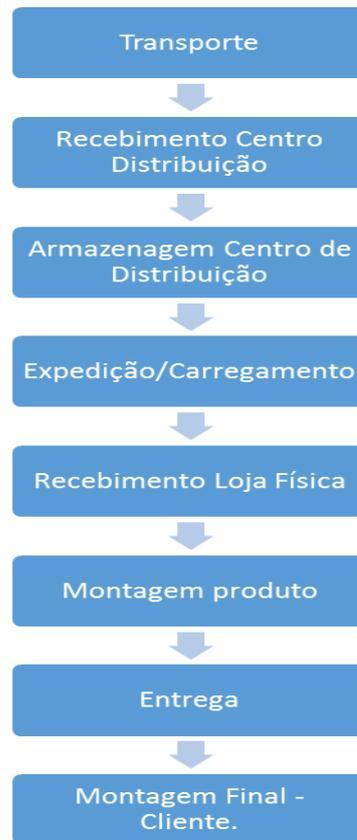 Transporte
Recebimento Centro
Distribuição
Armazenagem Centro de
Distribuição
Expedição/Carregamento
Recebimento Loja Física
Montagem produto
Entrega
Montagem Final -
Cliente.